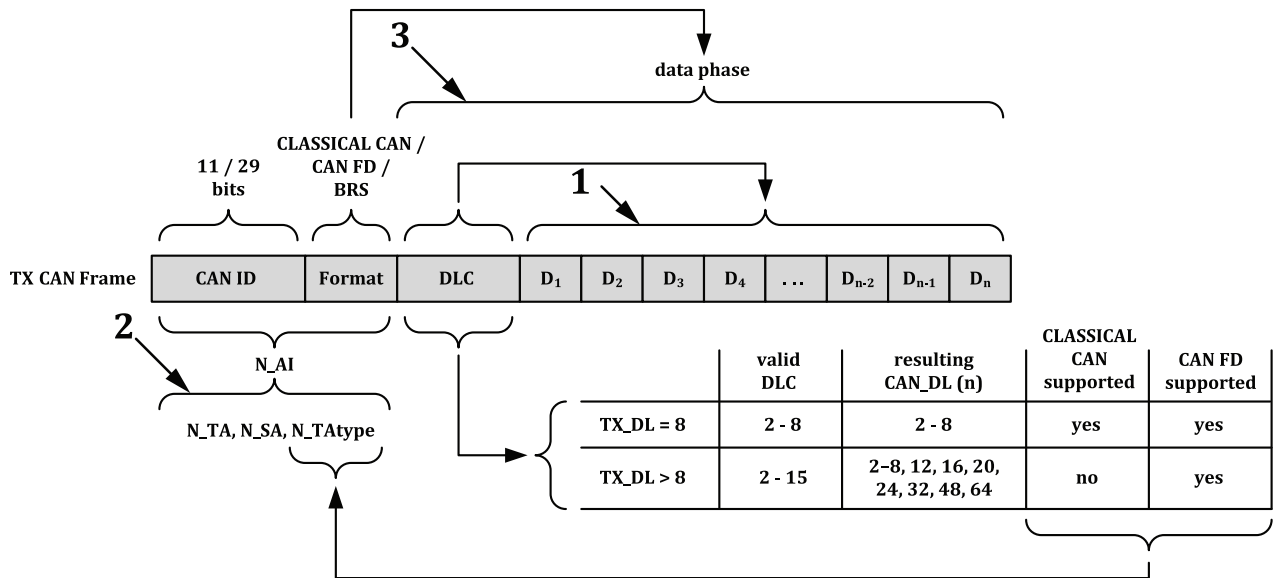 3
data phase
CLASSICAL CAN /
CAN FD /
BRS
11 / 29
bits
1
TX CAN Frame
CAN ID
Format
DLC
D1
D2
D3
D4
...
Dn-2
Dn-1
Dn
2
N_AI
N_TA, N_SA, N_TAtype
valid
DLC
resulting
CAN_DL (n)
CLASSICAL
CAN
supported
CAN FD
supported
TX_DL = 8
2 - 8
2 - 8
yes
yes
TX_DL > 8
2 - 15
2–8, 12, 16, 20,
24, 32, 48, 64
no
yes